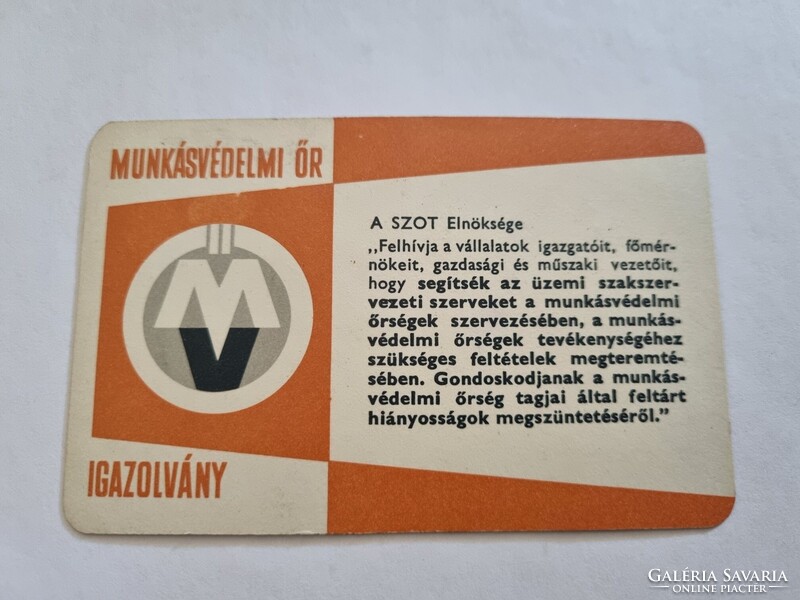 MUNKÁSVÉDELMI ŐR
MV
IGAZOLVÁNY
A SZOT Elnöksége
„Felhívja a vállalatok igazgatóit, főmér-
nökeit, gazdasági és műszaki vezetőit,
hogy segítsék az üzemi szakszer-
vezeti szerveket a munkásvédelmi
őrségek szervezésében, a munkás-
védelmi őrségek tevékenységéhez
szükséges feltételek megteremté-
sében. Gondoskodjanak a munkás-
védelmi őrség tagjai által feltárt
hiányosságok megszüntetéséről.”
GALÉRIA SAVARIA
ONLINE PIACTÉR